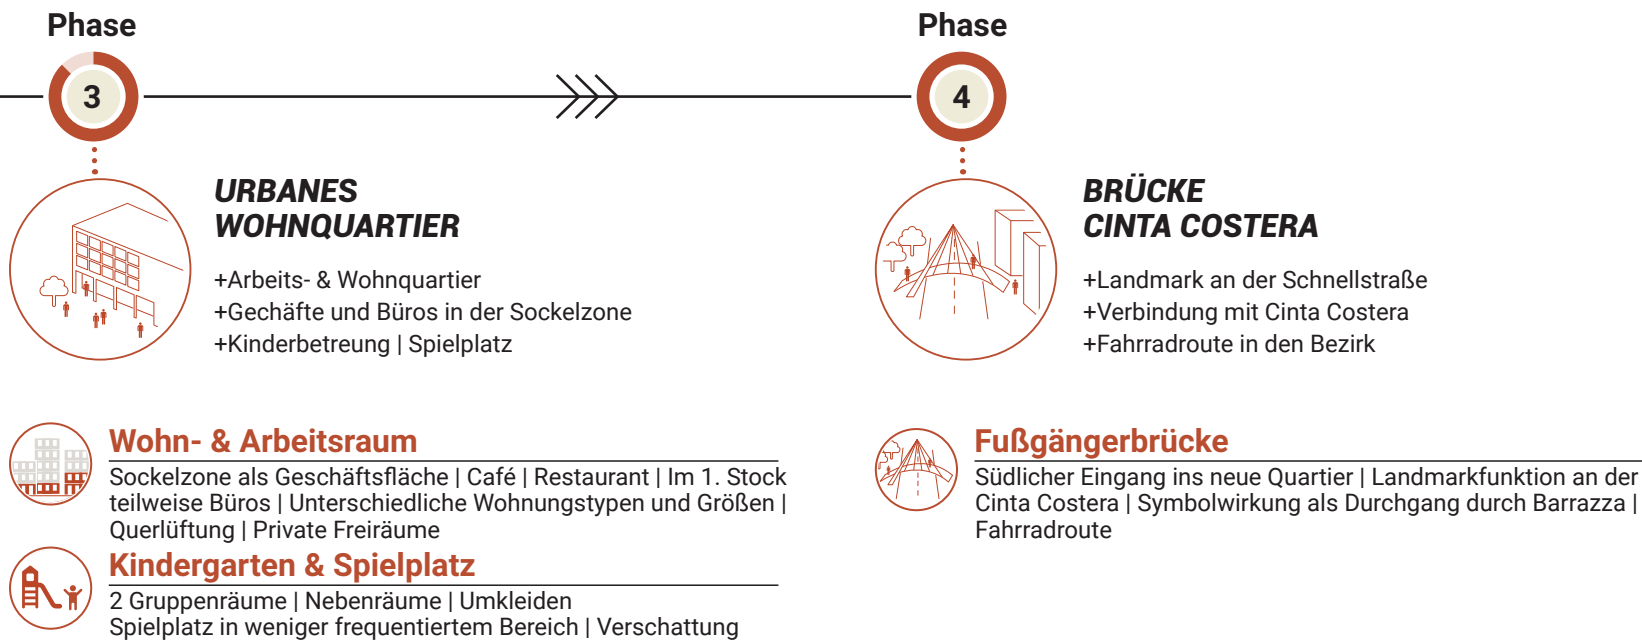 Phase
3
URBANES
WOHNQUARTIER
+Arbeits- & Wohnquartier
+Gechäfte und Büros in der Sockelzone
+Kinderbetreung | Spielplatz
Wohn- & Arbeitsraum
Sockelzone als Geschäftsfläche | Café | Restaurant | Im 1. Stock
teilweise Büros | Unterschiedliche Wohnungstypen und Größen |
Querlüftung | Private Freiräume
Kindergarten & Spielplatz
2 Gruppenräume | Nebenräume | Umkleiden
Spielplatz in weniger frequentiertem Bereich | Verschattung
Phase
4
BRÜCKE
CINTA COSTERA
+Landmark an der Schnellstraße
+Verbindung mit Cinta Costera
+Fahrradroute in den Bezirk
Fußgängerbrücke
Südlicher Eingang ins neue Quartier | Landmarkfunktion an der
Cinta Costera | Symbolwirkung als Durchgang durch Barrazza |
Fahrradroute